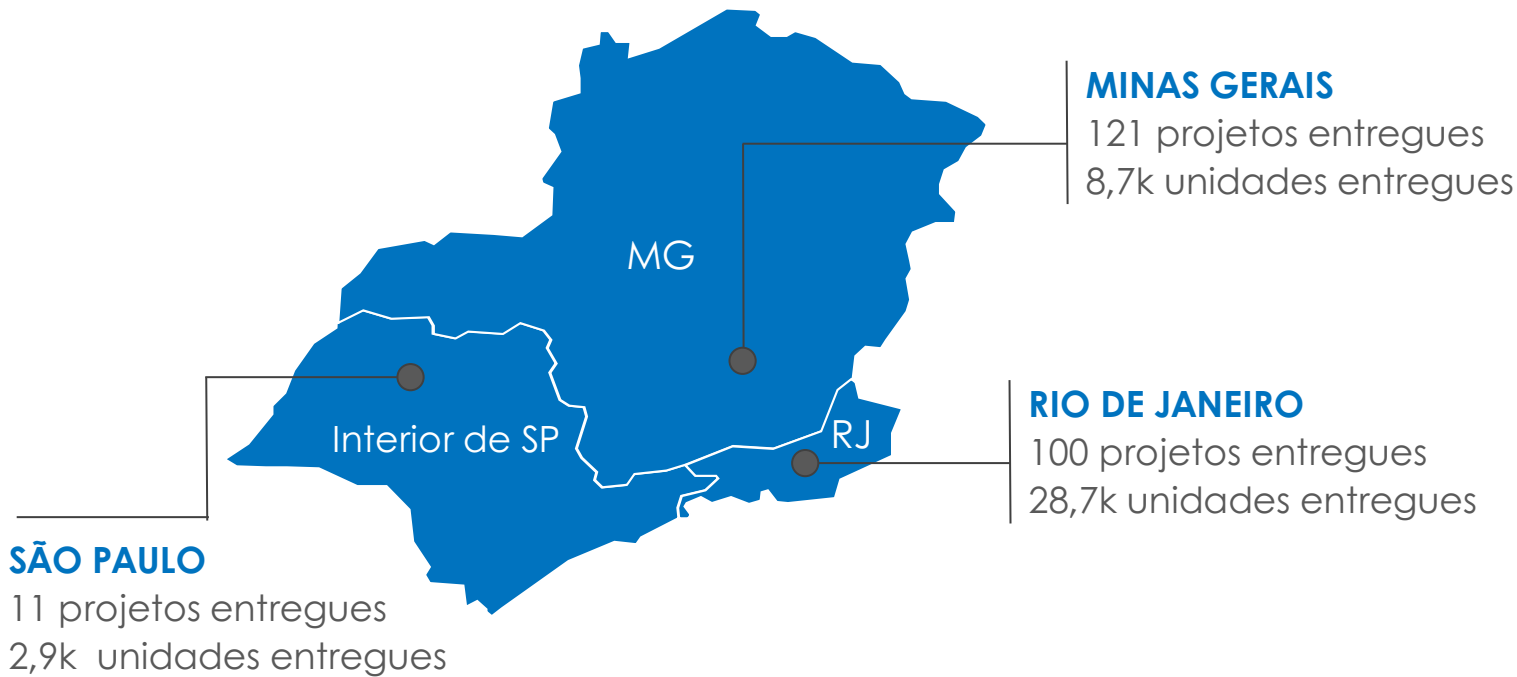 MINAS GERAIS
121 projetos entregues
8,7k unidades entregues
MG
Interior de SP
RJ
RIO DE JANEIRO
100 projetos entregues
28,7k unidades entregues
SÃO PAULO
11 projetos entregues
2,9k unidades entregues